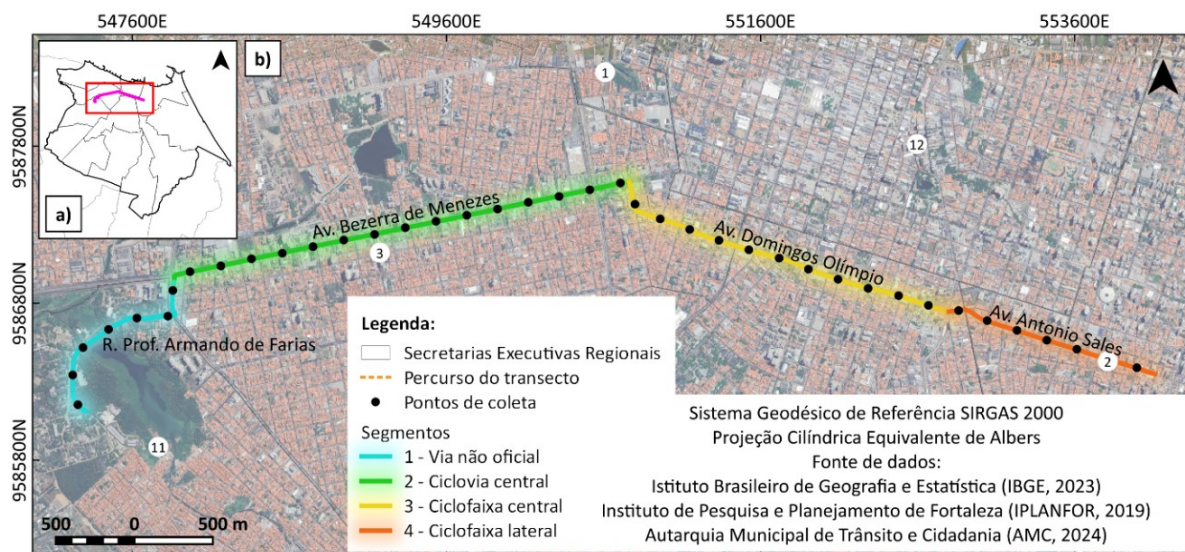 547600E 549600E 551600E 553600E
a)
b)
9587800N
9586800N
9585800N
1
12
3
2
11
Av. Bezerra de Menezes
Av. Domingos Olímpio
Av. Antonio Sales
R. Prof. Armando de Farias
Legenda:
Secretarias Executivas Regionais
Percurso do transecto
Pontos de coleta
Segmentos
1 - Via não oficial
2 - Ciclovia central
3 - Ciclofaixa central
4 - Ciclofaixa lateral
Sistema Geodésico de Referência SIRGAS 2000
Projeção Cilíndrica Equivalente de Albers
Fonte de dados:
Istituto Brasileiro de Geografia e Estatística (IBGE, 2023)
Instituto de Pesquisa e Planejamento de Fortaleza (IPLANFOR, 2019)
Autarquia Municipal de Trânsito e Cidadania (AMC, 2024)
500 0 500 m